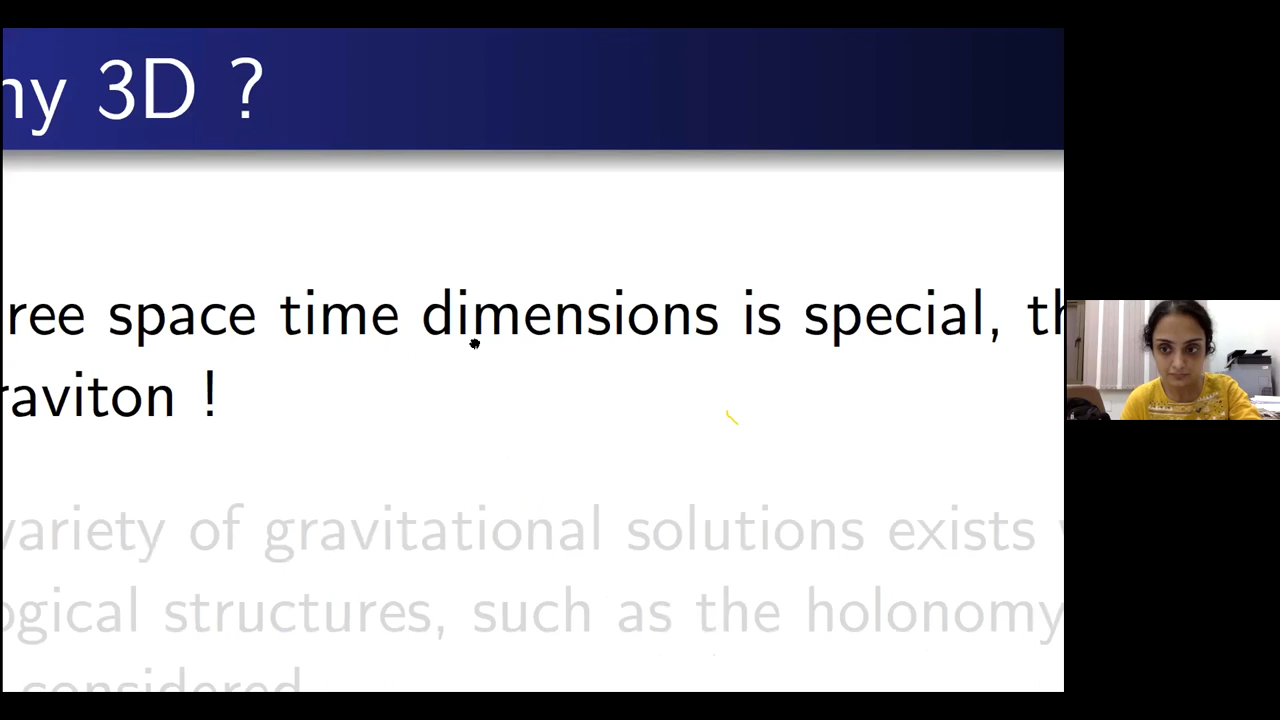 hy 3D ?
ree space time dimensions is special, th
raviton !
variety of gravitational solutions exists
ogical structures, such as the holonomy
considered